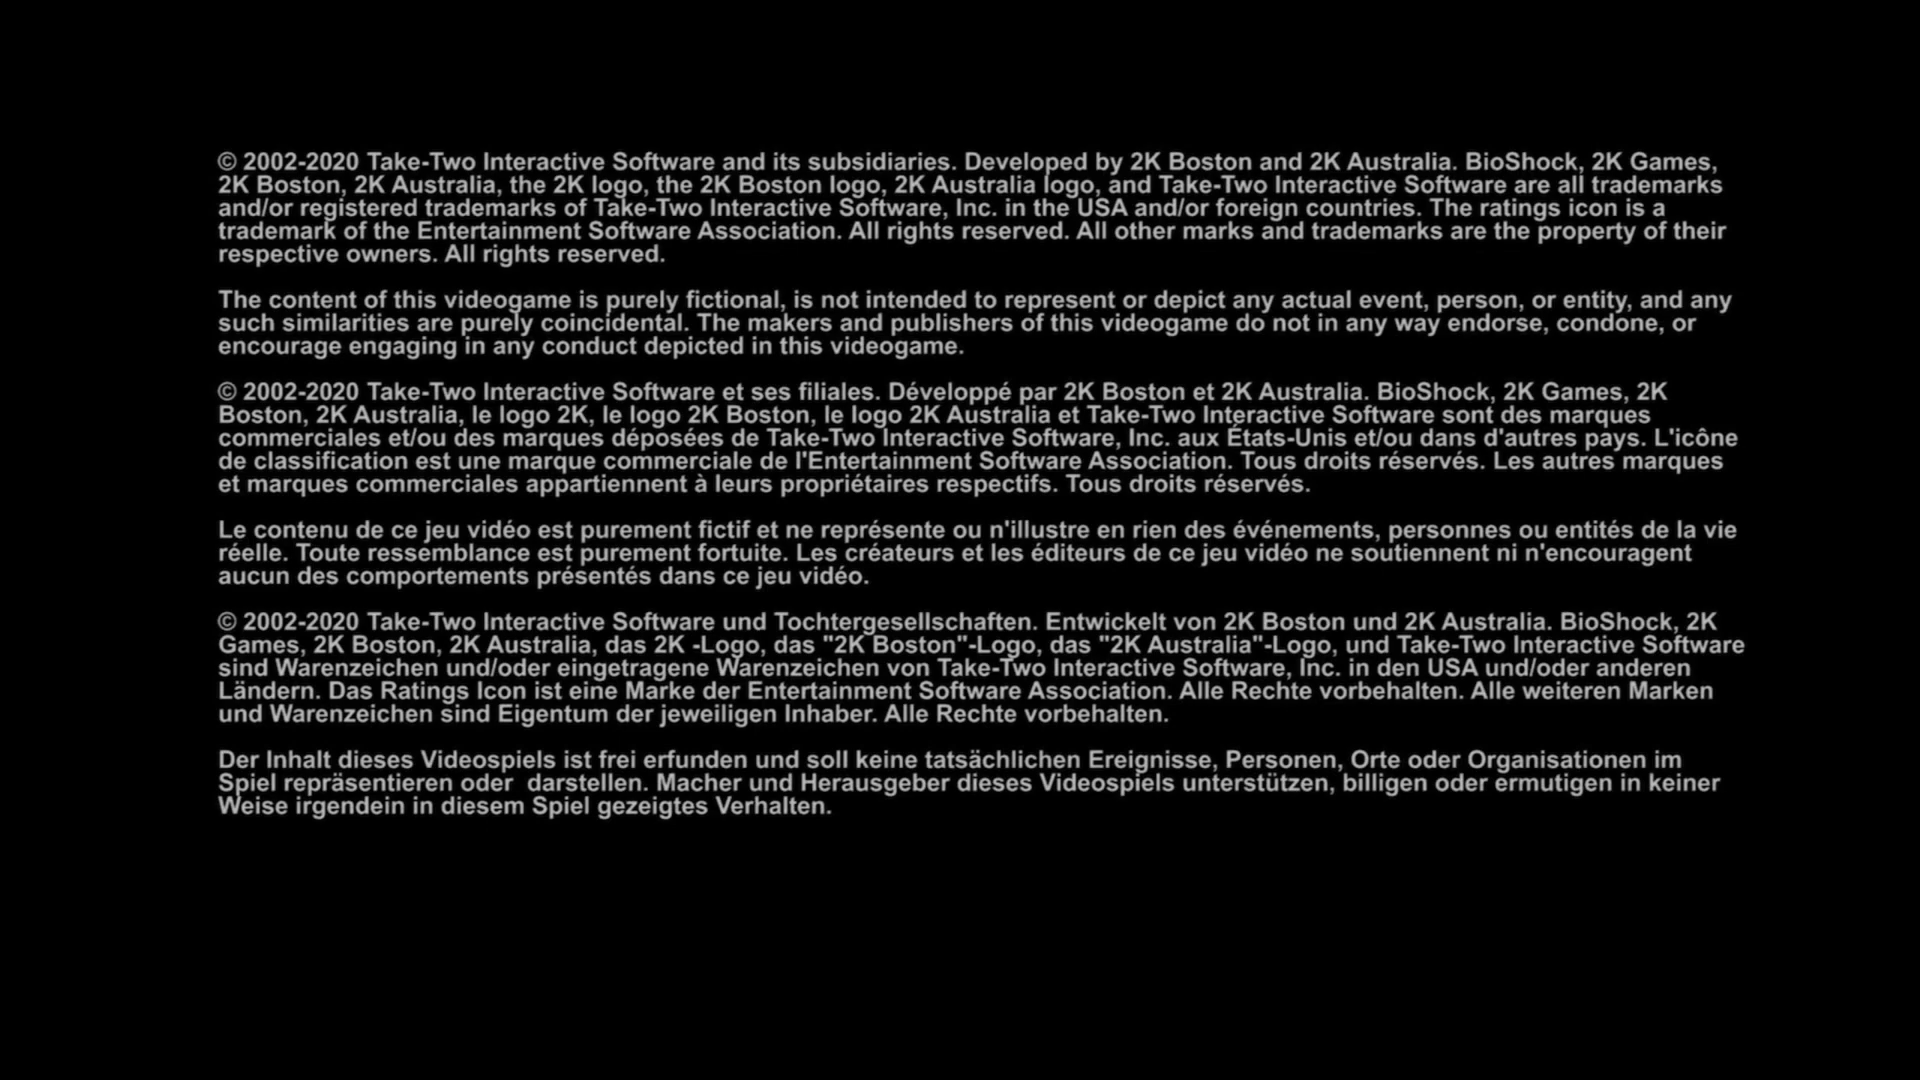 © 2002-2020 Take-Two Interactive Software and its subsidiaries. Developed by 2K Boston and 2K Australia. BioShock, 2K Games,
2K Boston, 2K Australia, the 2K logo, the 2K Boston logo, 2K Australia logo, and Take-Two Interactive Software are all trademarks
and/or registered trademarks of Take-Two Interactive Software, Inc. in the USA and/or foreign countries. The ratings icon is a
trademark of the Entertainment Software Association. All rights reserved. All other marks and trademarks are the property of their
respective owners. All rights reserved.
The content of this videogame is purely fictional, is not intended to represent or depict any actual event, person, or entity, and any
such similarities are purely coincidental. The makers and publishers of this videogame do not in any way endorse, condone, or
encourage engaging in any conduct depicted in this videogame.
© 2002-2020 Take-Two Interactive Software et ses filiales. Développé par 2K Boston et 2K Australia. BioShock, 2K Games, 2K
Boston, 2K Australia, le logo 2K, le logo 2K Boston, le logo 2K Australia et Take-Two Interactive Software sont des marques
commerciales et/ou des marques déposées de Take-Two Interactive Software, Inc. aux États-Unis et/ou dans d'autres pays. L'icône
de classification est une marque commerciale de l'Entertainment Software Association. Tous droits réservés. Les autres marques
et marques commerciales appartiennent à leurs propriétaires respectifs. Tous droits réservés.
Le contenu de ce jeu vidéo est purement fictif et ne représente ou n'illustre en rien des événements, personnes ou entités de la vie
réelle. Toute ressemblance est purement fortuite. Les créateurs et les éditeurs de ce jeu vidéo ne soutiennent ni n'encouragent
aucun des comportements présentés dans ce jeu vidéo.
© 2002-2020 Take-Two Interactive Software und Tochtergesellschaften. Entwickelt von 2K Boston und 2K Australia. BioShock, 2K
Games, 2K Boston, 2K Australia, das 2K -Logo, das "2K Boston"-Logo, das "2K Australia"-Logo, und Take-Two Interactive Software
sind Warenzeichen und/oder eingetragene Warenzeichen von Take-Two Interactive Software, Inc. in den USA und/oder anderen
Ländern. Das Ratings Icon ist eine Marke der Entertainment Software Association. Alle Rechte vorbehalten. Alle weiteren Marken
und Warenzeichen sind Eigentum der jeweiligen Inhaber. Alle Rechte vorbehalten.
Der Inhalt dieses Videospiels ist frei erfunden und soll keine tatsächlichen Ereignisse, Personen, Orte oder Organisationen im
Spiel repräsentieren oder  darstellen. Macher und Herausgeber dieses Videospiels unterstützen, billigen oder ermutigen in keiner
Weise irgendein in diesem Spiel gezeigtes Verhalten.